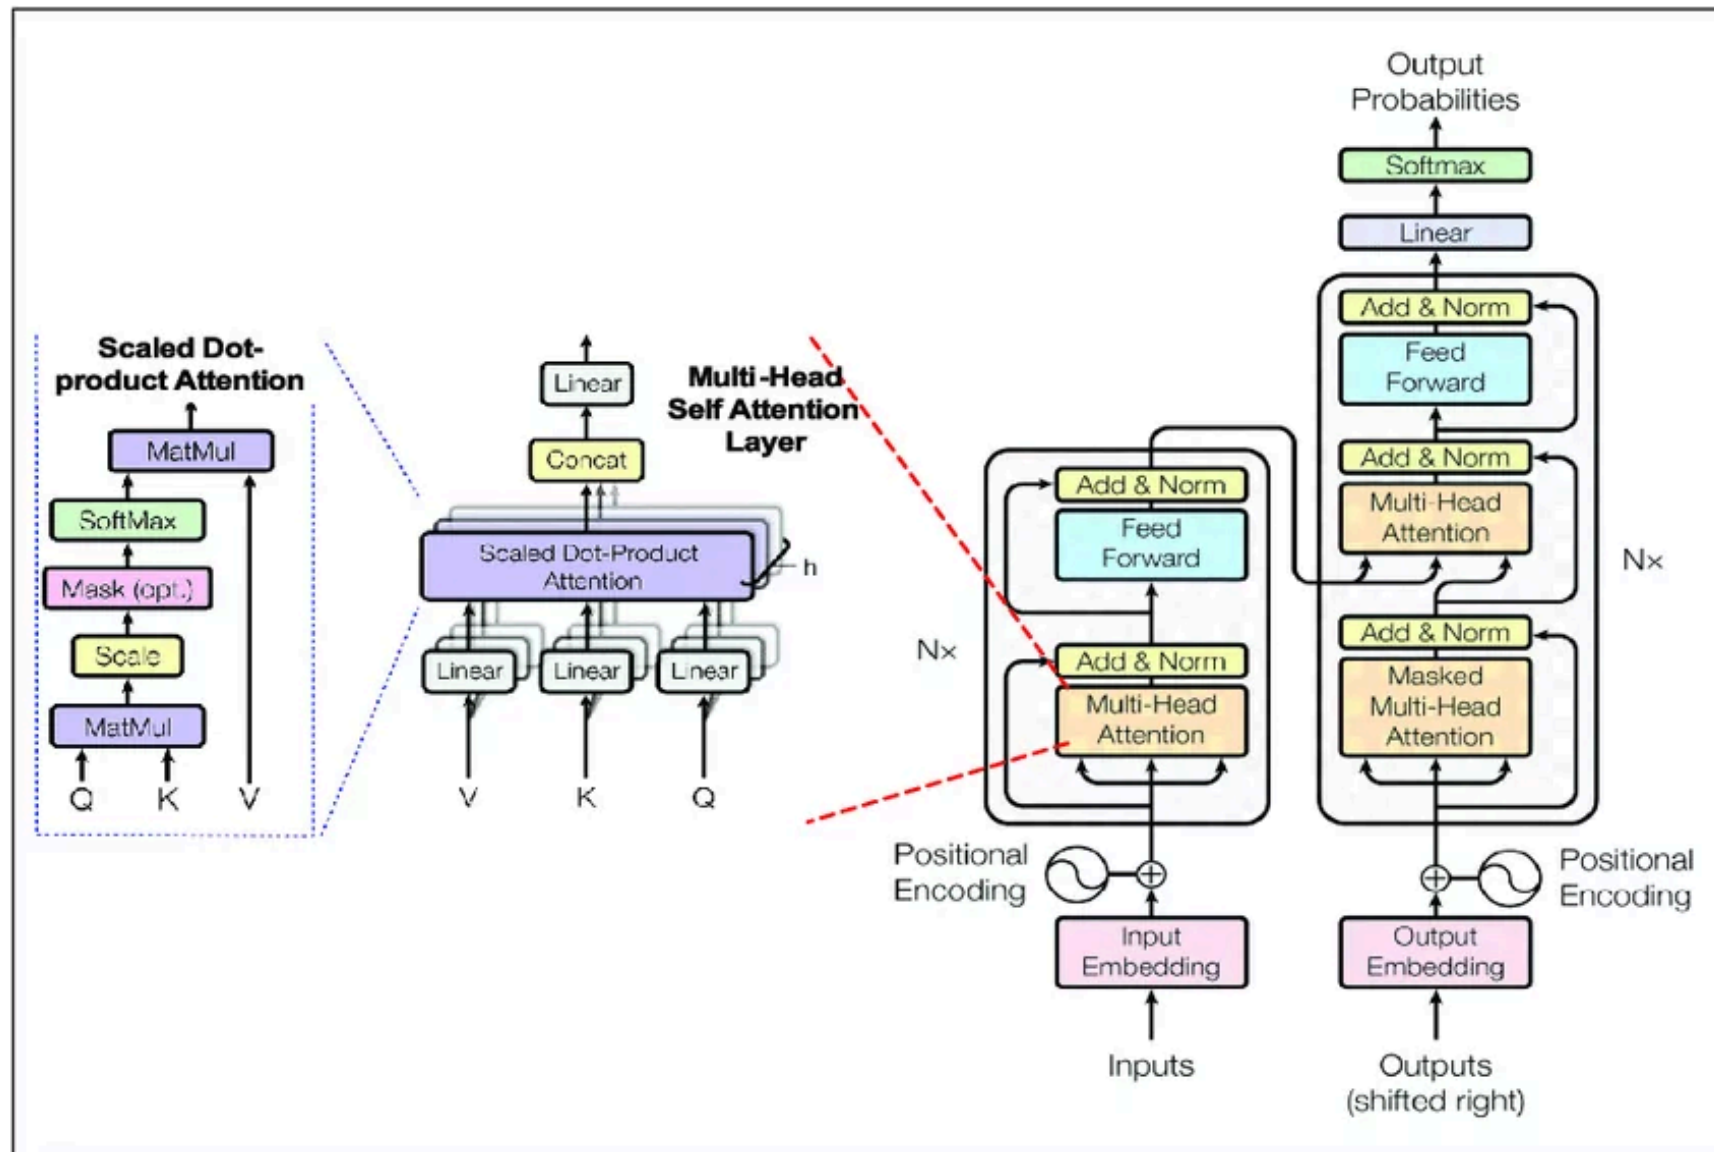 Scaled Dot-
product Attention
MatMul
SoftMax
Mask (opt.)
Scale
MatMul
Q
K
V
Linear
Multi-Head
Self Attention
Layer
Concat
Scaled Dot-Product
Attention
h
Linear
Linear
Linear
V
K
Q
Add & Norm
Feed
Forward
Nx
Add & Norm
Multi-Head
Attention
Positional
Encoding
Input
Embedding
Inputs
Output
Probabilities
Softmax
Linear
Add & Norm
Feed
Forward
Add & Norm
Multi-Head
Attention
Nx
Add & Norm
Masked
Multi-Head
Attention
Positional
Encoding
Output
Embedding
Outputs
(shifted right)